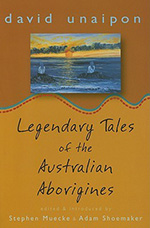 david unaipon
Legendary Tales
of the
Australian
Aborigines
edited & introduced by
Stephen Muecke & Adam Shoemaker